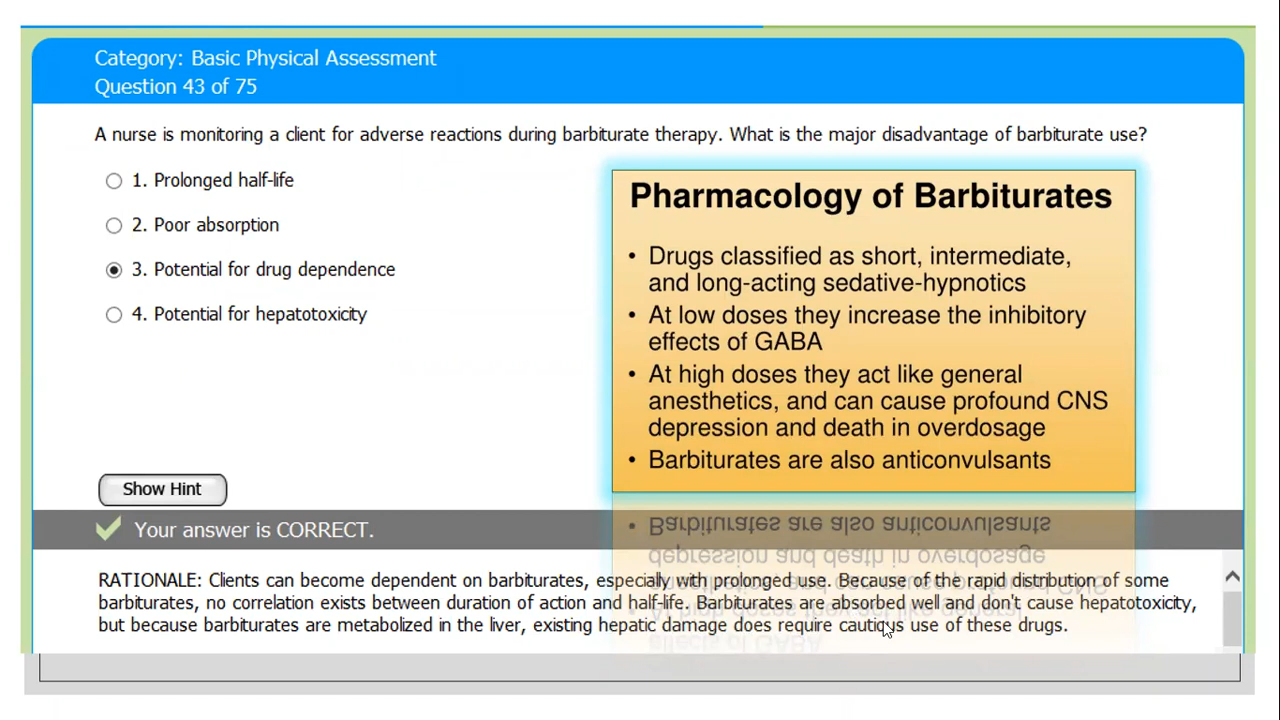 Category: Basic Physical Assessment
Question 43 of 75
A nurse is monitoring a client for adverse reactions during barbiturate therapy. What is the major disadvantage of barbiturate use?
1. Prolonged half-life
2. Poor absorption
3. Potential for drug dependence
4. Potential for hepatotoxicity
Pharmacology of Barbiturates
• Drugs classified as short, intermediate,
and long-acting sedative-hypnotics
• At low doses they increase the inhibitory
effects of GABA
• At high doses they act like general
anesthetics, and can cause profound CNS
depression and death in overdosage
• Barbiturates are also anticonvulsants
Show Hint
Your answer is CORRECT.
RATIONALE: Clients can become dependent on barbiturates, especially with prolonged use. Because of the rapid distribution of some
barbiturates, no correlation exists between duration of action and half-life. Barbiturates are absorbed well and don't cause hepatotoxicity,
but because barbiturates are metabolized in the liver, existing hepatic damage does require cautious use of these drugs.